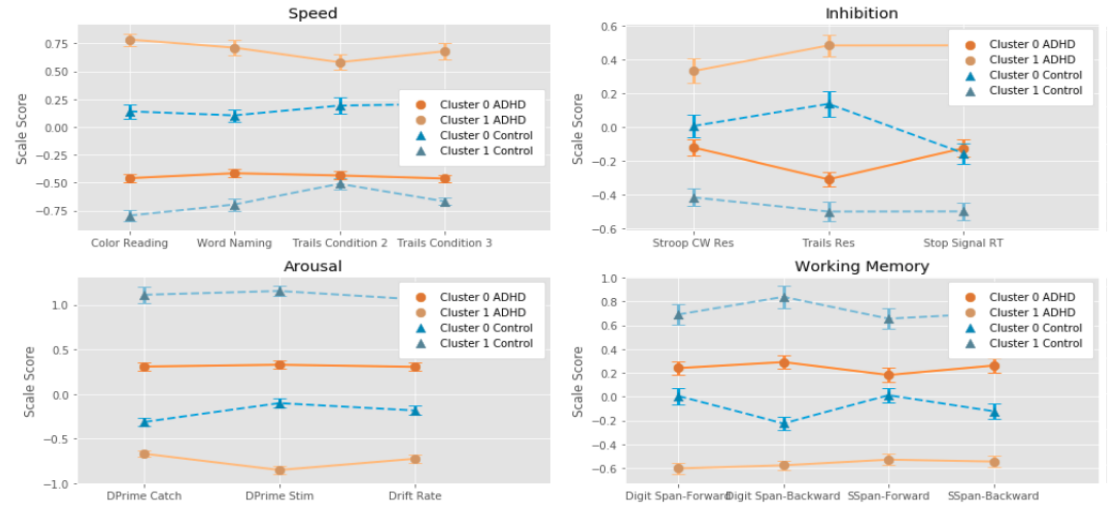 Speed
Scale Score
0.75
0.50
0.25
0.00
−0.25
−0.50
−0.75
Cluster 0 ADHD
Cluster 1 ADHD
Cluster 0 Control
Cluster 1 Control
Color Reading Word Naming Trails Condition 2 Trails Condition 3
Inhibition
Scale Score
0.6
0.4
0.2
0.0
−0.2
−0.4
−0.6
Cluster 0 ADHD
Cluster 1 ADHD
Cluster 0 Control
Cluster 1 Control
Stroop CW Res Trails Res Stop Signal RT
Arousal
Scale Score
1.0
0.5
0.0
−0.5
−1.0
Cluster 0 ADHD
Cluster 1 ADHD
Cluster 0 Control
Cluster 1 Control
DPrime Catch DPrime Stim Drift Rate
Working Memory
Scale Score
1.0
0.8
0.6
0.4
0.2
0.0
−0.2
−0.4
−0.6
Cluster 0 ADHD
Cluster 1 ADHD
Cluster 0 Control
Cluster 1 Control
Digit Span-Forward Digit Span-Backward SSpan-Forward SSpan-Backward